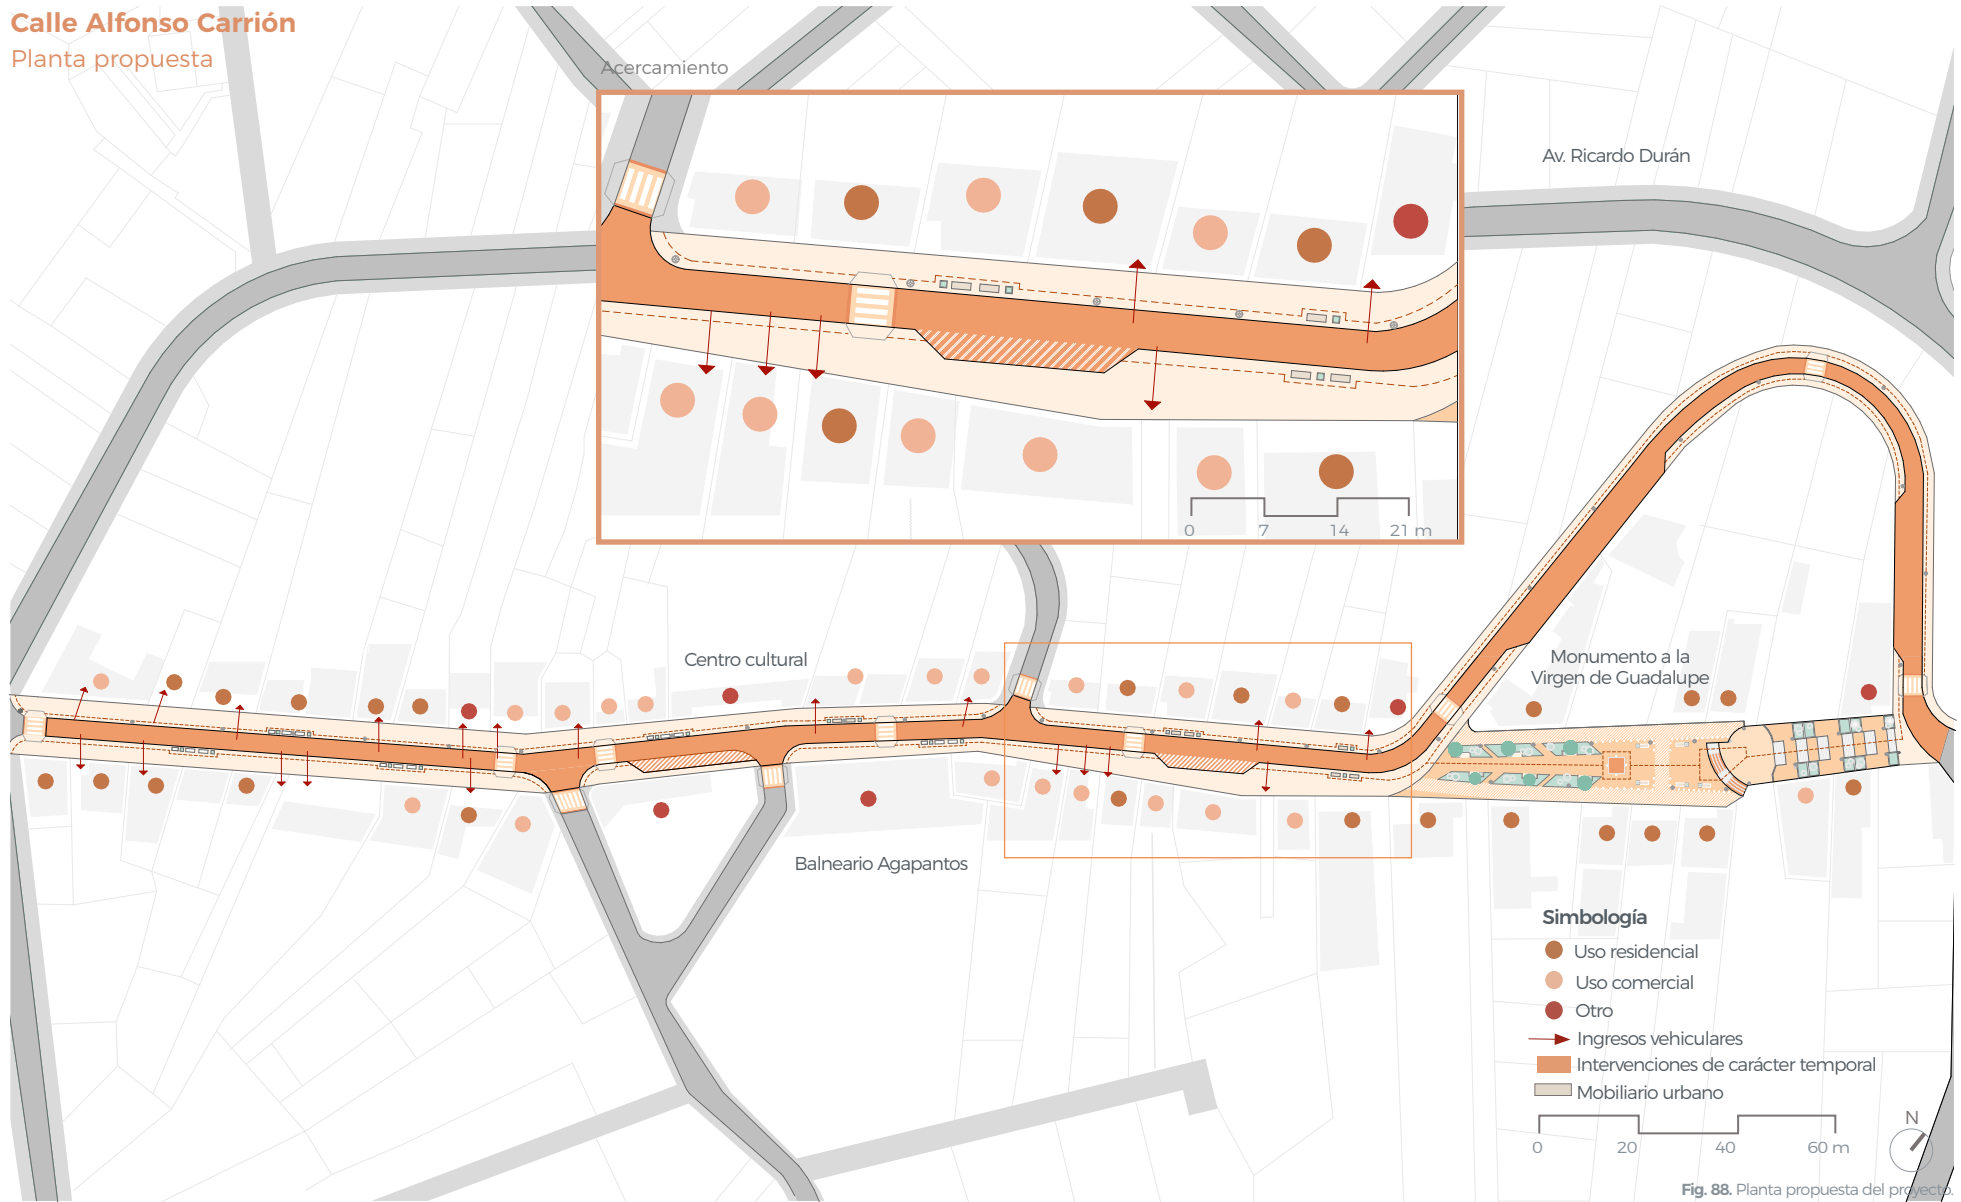 Calle Alfonso Carrión
Planta propuesta
Acercamiento
Av. Ricardo Durán
0 7 14 21 m
Centro cultural
Monumento a la
Virgen de Guadalupe
Balneario Agapantos
Simbología
Uso residencial
Uso comercial
Otro
Ingresos vehiculares
Intervenciones de carácter temporal
Mobiliario urbano
0 20 40 60 m
N
Fig. 88. Planta propuesta del proyecto.